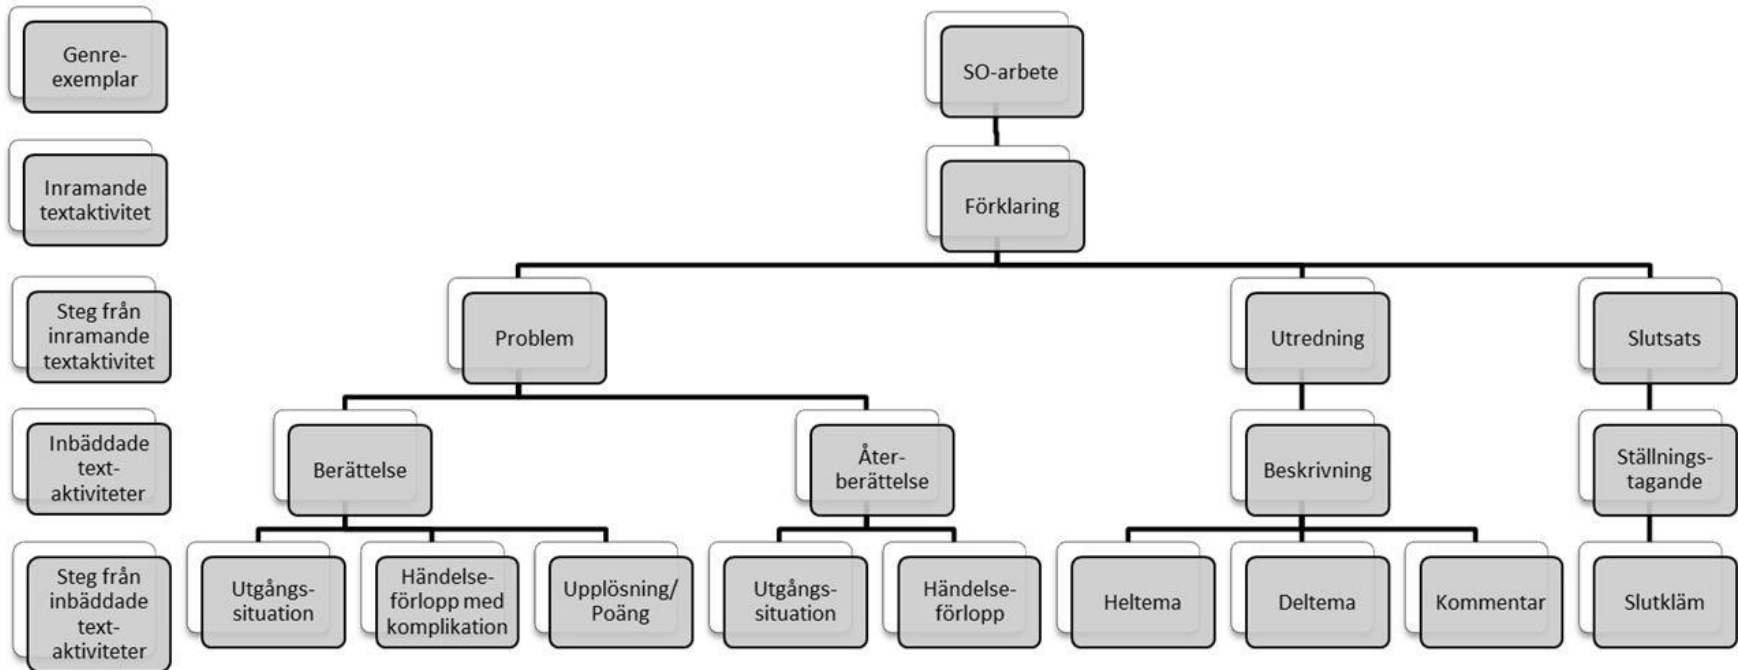 Genre-
exemplar
SO-arbete
Inramande
textaktivitet
Förklaring
Steg från
inramande
textaktivitet
Problem
Utredning
Slutsats
Inbäddade
text-
aktiviteter
Berättelse
Åter-
berättelse
Beskrivning
Ställnings-
tagande
Steg från
inbäddade
text-
aktiviteter
Utgångs-
situation
Händelse-
förlopp med
komplikation
Upplösning/
Poäng
Utgångs-
situation
Händelse-
förlopp
Heltema
Deltema
Kommentar
Slutkläm